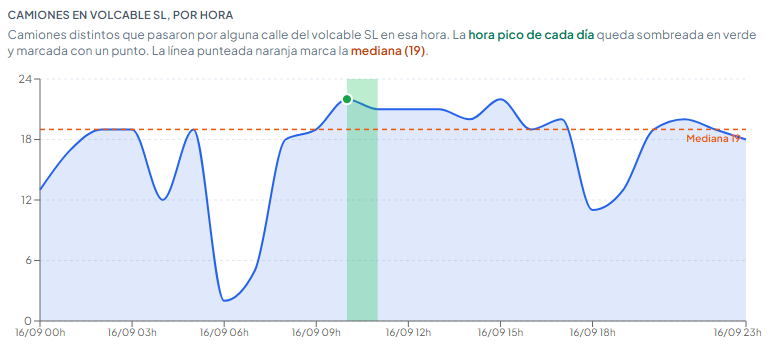 CAMIONES EN VOLCABLE SL, POR HORA
Camiones distintos que pasaron por alguna calle del volcable SL en esa hora. La hora pico de cada día queda sombreada en verde
y marcada con un punto. La línea punteada naranja marca la mediana (19).
24
18
12
6
0
Mediana 19
16/09 00h
16/09 03h
16/09 06h
16/09 09h
16/09 12h
16/09 15h
16/09 18h
16/09 23h